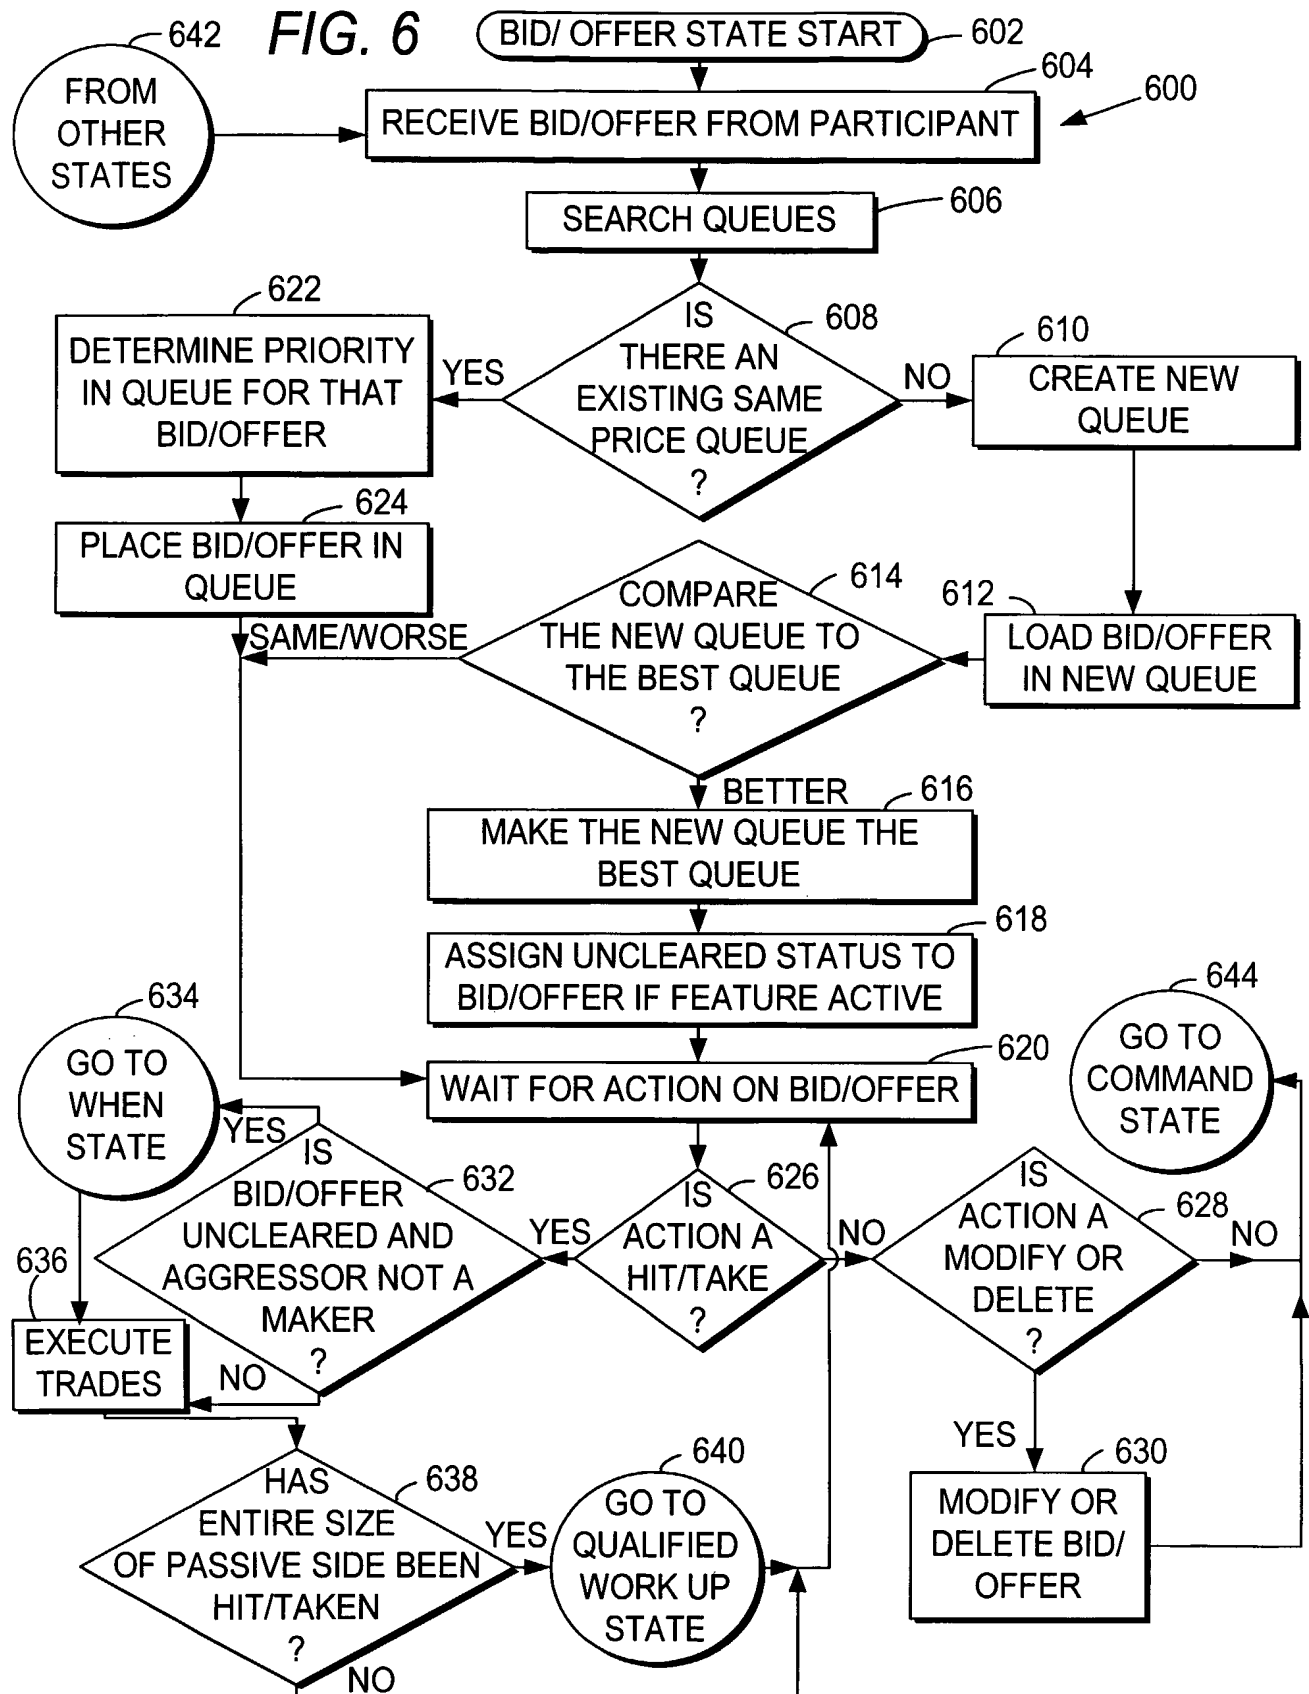 FIG. 6
642
FROM
OTHER
STATES
BID/ OFFER STATE START
602
604
RECEIVE BID/OFFER FROM PARTICIPANT
600
SEARCH QUEUES
606
622
DETERMINE PRIORITY
IN QUEUE FOR THAT
BID/OFFER
YES
IS
THERE AN
EXISTING SAME
PRICE QUEUE
?
608
NO
610
CREATE NEW
QUEUE
624
PLACE BID/OFFER IN
QUEUE
SAME/WORSE
COMPARE
THE NEW QUEUE TO
THE BEST QUEUE
?
614
612
LOAD BID/OFFER
IN NEW QUEUE
BETTER
616
MAKE THE NEW QUEUE THE
BEST QUEUE
618
ASSIGN UNCLEARED STATUS TO
BID/OFFER IF FEATURE ACTIVE
620
WAIT FOR ACTION ON BID/OFFER
634
GO TO
WHEN
STATE
644
GO TO
COMMAND
STATE
YES
IS
BID/OFFER
UNCLEARED AND
AGGRESSOR NOT A
MAKER
?
632
YES
IS
ACTION A
HIT/TAKE
?
626
NO
IS
ACTION A
MODIFY OR
DELETE
?
628
NO
636
EXECUTE
TRADES
NO
YES
630
MODIFY OR
DELETE BID/
OFFER
HAS
ENTIRE SIZE
OF PASSIVE SIDE BEEN
HIT/TAKEN
?
638
YES
640
GO TO
QUALIFIED
WORK UP
STATE
NO